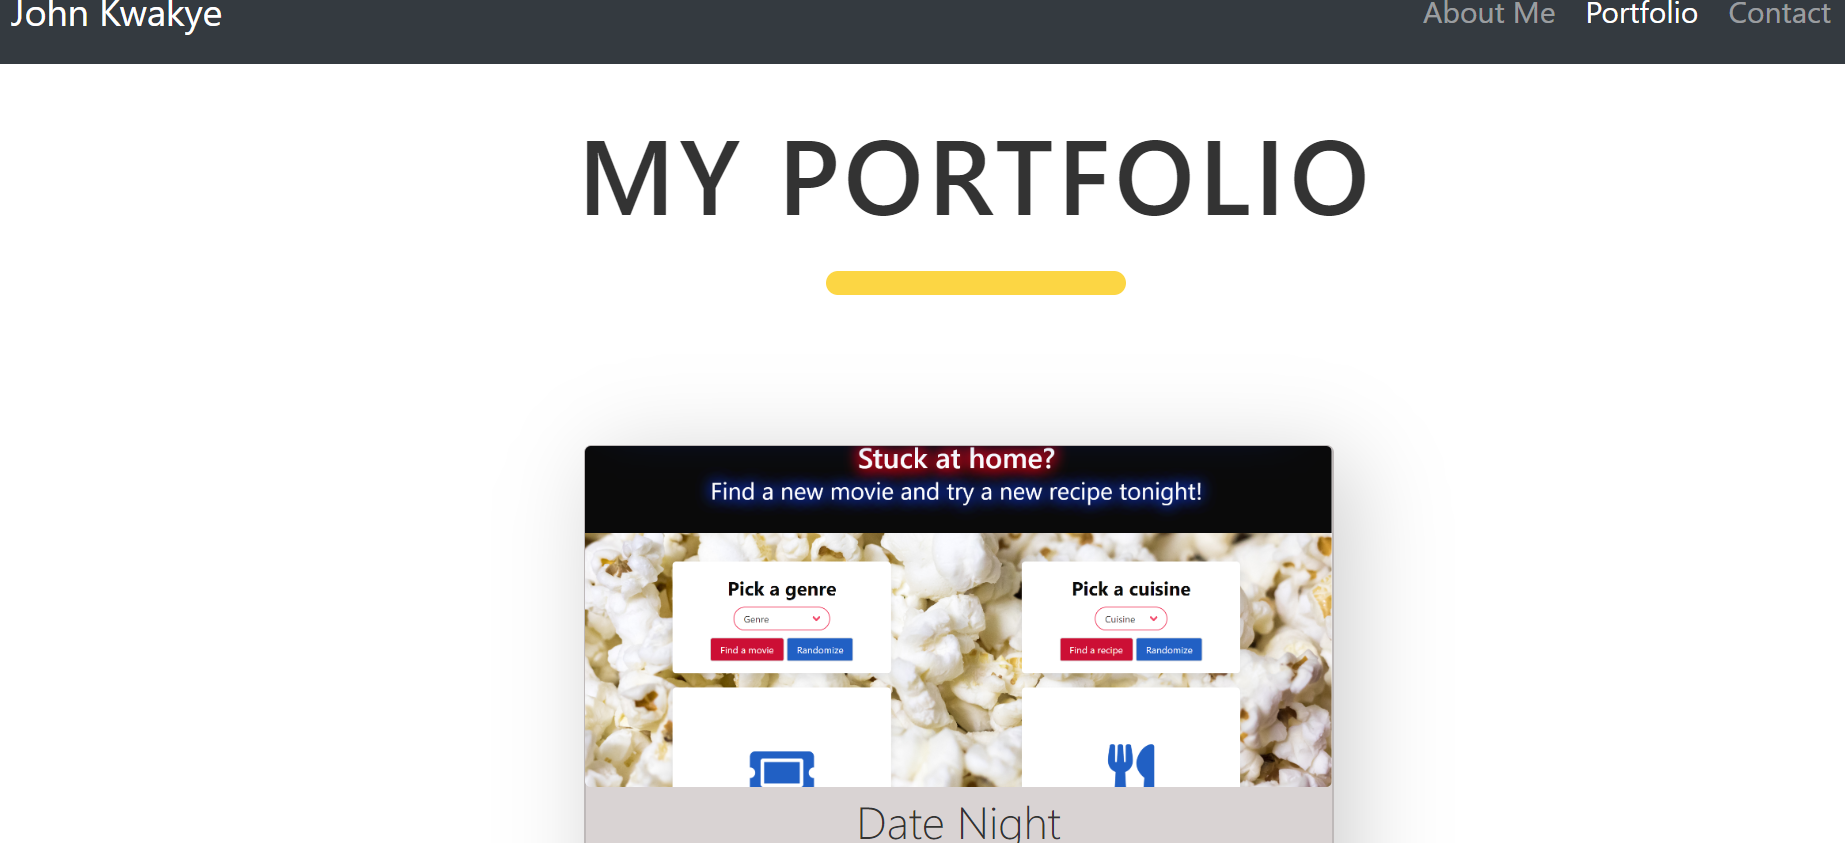 John Kwakye
About Me Portfolio Contact
MY PORTFOLIO
Stuck at home?
Find a new movie and try a new recipe tonight!
Pick a genre
Genre
Find a movie Randomize
Pick a cuisine
Cuisine
Find a recipe Randomize
Date Night